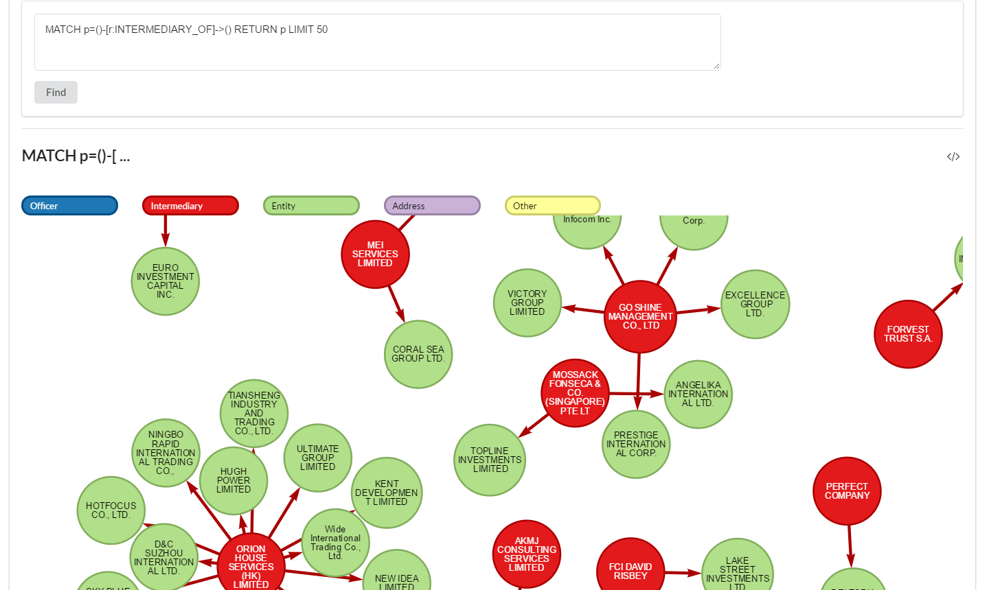 MATCH p=()-[r:INTERMEDIARY_OF]->() RETURN p LIMIT 50
Find
MATCH p=()-[ ...
</>
Officer
Intermediary
Entity
Address
Other
EURO
INVESTMENT
CAPITAL
INC.
MEI
SERVICES
LIMITED
CORAL SEA
GROUP LTD.
Infocom Inc.
Corp.
VICTORY
GROUP
LIMITED
GO SHINE
MANAGEMENT
CO., LTD
EXCELLENCE
GROUP
LTD.
FORVEST
TRUST S.A.
MOSSACK
FONSECA &
CO.
(SINGAPORE)
PTE LT
ANGELIKA
INTERNATION
AL LTD.
PRESTIGE
INTERNATION
AL CORP.
TOPLINE
INVESTMENTS
LIMITED
TIANSHENG
INDUSTRY
AND
TRADING
CO., LTD.
NINGBO
RAPID
INTERNATION
AL TRADING
CO.,
HUGH
POWER
LIMITED
ULTIMATE
GROUP
LIMITED
KENT
DEVELOPMEN
T LIMITED
HOTFOCUS
CO., LTD.
D&C
SUZHOU
INTERNATION
AL LTD.
Wide
International
Trading Co.,
Ltd.
ORION
HOUSE
SERVICES
(HK)
LIMITED
NEW IDEA
LIMITED
SKY BLUE
AKMJ
CONSULTING
SERVICES
LIMITED
FCI DAVID
RISBEY
LAKE
STREET
INVESTMENTS
LTD.
PERFECT
COMPANY